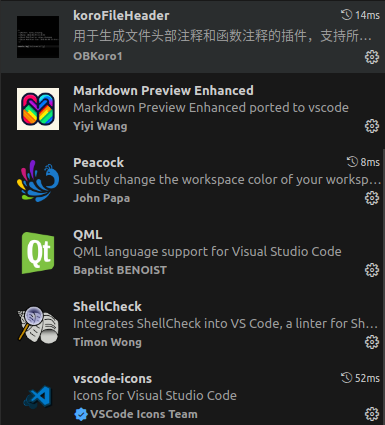 koroFileHeader 14ms
用于生成文件头部注释和函数注释的插件，支持所…
OBKoro1
Markdown Preview Enhanced
Markdown Preview Enhanced ported to vscode
Yiyi Wang
Peacock 8ms
Subtly change the workspace color of your worksp…
John Papa
Qt
QML
QML language support for Visual Studio Code
Baptist BENOIST
ShellCheck
Integrates ShellCheck into VS Code, a linter for Sh…
Timon Wong
vscode-icons 52ms
Icons for Visual Studio Code
VSCode Icons Team